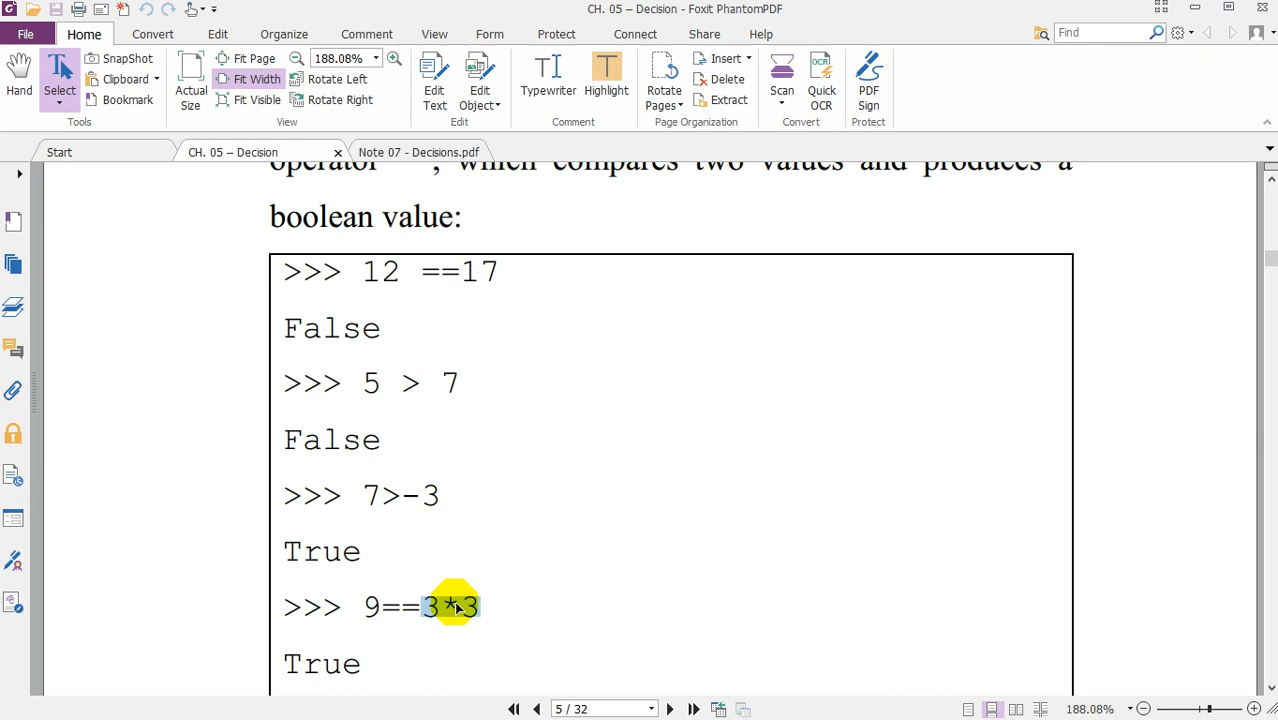 CH. 05 – Decision - Foxit PhantomPDF
File Home Convert Edit Organize Comment View Form Protect Connect Share Help Find
Hand
Select
SnapShot
Clipboard
Bookmark
Tools
Actual Size
Fit Page
Fit Width
Fit Visible
188.08%
Rotate Left
Rotate Right
View
Edit Text
Edit Object
Edit
Typewriter
Highlight
Comment
Rotate Pages
Insert
Delete
Extract
Page Organization
Scan
Quick OCR
Convert
PDF Sign
Protect
Start
CH. 05 – Decision
Note 07 - Decisions.pdf
operator , which compares two values and produces a
boolean value:
>>> 12 ==17
False
>>> 5 > 7
False
>>> 7>-3
True
>>> 9==3*3
True
5 / 32
188.08%